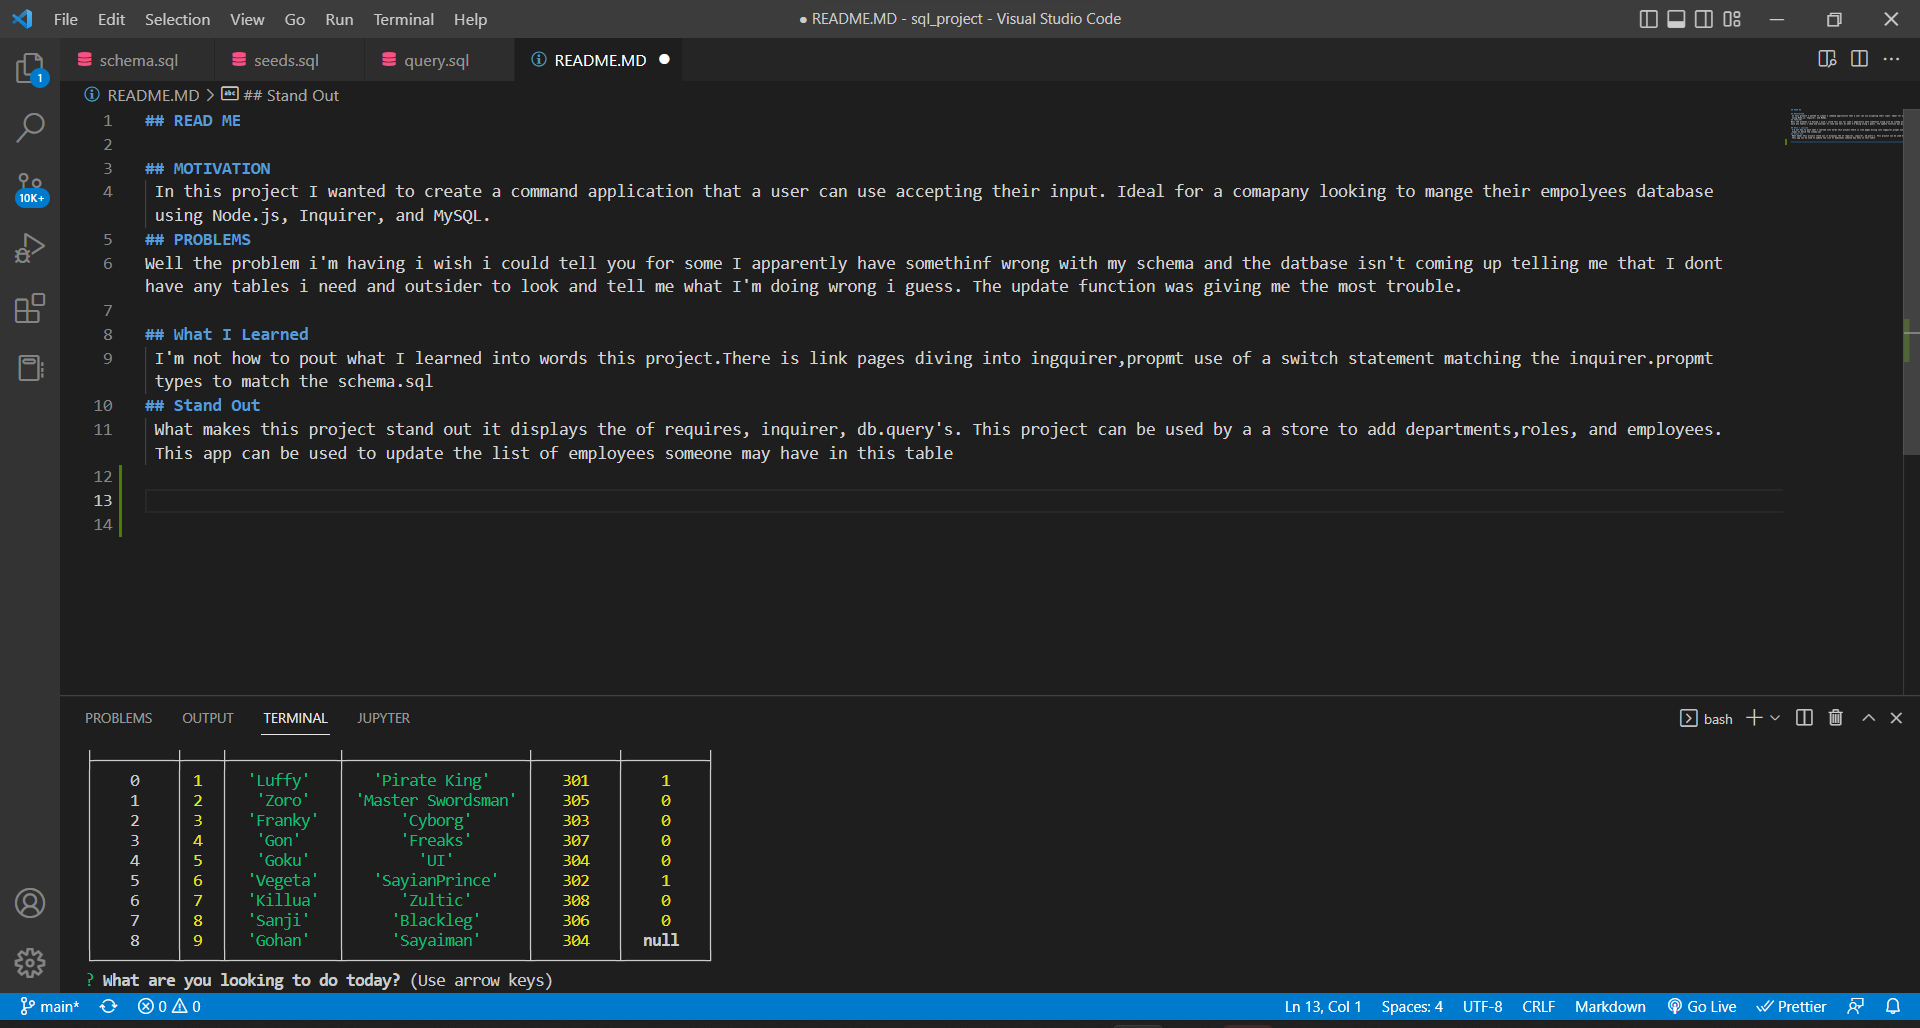 File Edit Selection View Go Run Terminal Help ● README.MD - sql_project - Visual Studio Code
schema.sql seeds.sql query.sql README.MD
README.MD > ## Stand Out
1 ## READ ME
2
3 ## MOTIVATION
4 In this project I wanted to create a command application that a user can use accepting their input. Ideal for a comapany looking to mange their empolyees database
using Node.js, Inquirer, and MySQL.
5 ## PROBLEMS
6 Well the problem i'm having i wish i could tell you for some I apparently have somethinf wrong with my schema and the datbase isn't coming up telling me that I dont
have any tables i need and outsider to look and tell me what I'm doing wrong i guess. The update function was giving me the most trouble.
7
8 ## What I Learned
9 I'm not how to pout what I learned into words this project.There is link pages diving into ingquirer,propmt use of a switch statement matching the inquirer.propmt
types to match the schema.sql
10 ## Stand Out
11 What makes this project stand out it displays the of requires, inquirer, db.query's. This project can be used by a a store to add departments,roles, and employees.
This app can be used to update the list of employees someone may have in this table
12
13
14
1
10K+
PROBLEMS OUTPUT TERMINAL JUPYTER bash
0 1 'Luffy' 'Pirate King' 301 1
1 2 'Zoro' 'Master Swordsman' 305 0
2 3 'Franky' 'Cyborg' 303 0
3 4 'Gon' 'Freaks' 307 0
4 5 'Goku' 'UI' 304 0
5 6 'Vegeta' 'SayianPrince' 302 1
6 7 'Killua' 'Zultic' 308 0
7 8 'Sanji' 'Blackleg' 306 0
8 9 'Gohan' 'Sayaiman' 304 null
? What are you looking to do today? (Use arrow keys)
main* 0 0 Ln 13, Col 1 Spaces: 4 UTF-8 CRLF Markdown Go Live Prettier